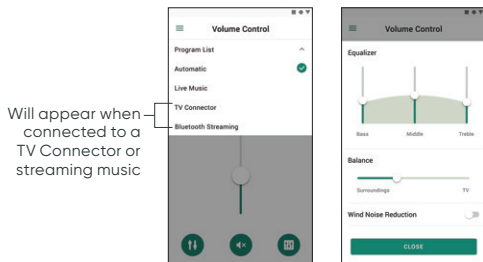 Volume Control
Program List
Automatic
Live Music
TV Connector
Bluetooth Streaming
Will appear when
connected to a
TV Connector or
streaming music
Volume Control
Equalizer
Bass Middle Treble
Balance
Surroundings TV
Wind Noise Reduction
CLOSE